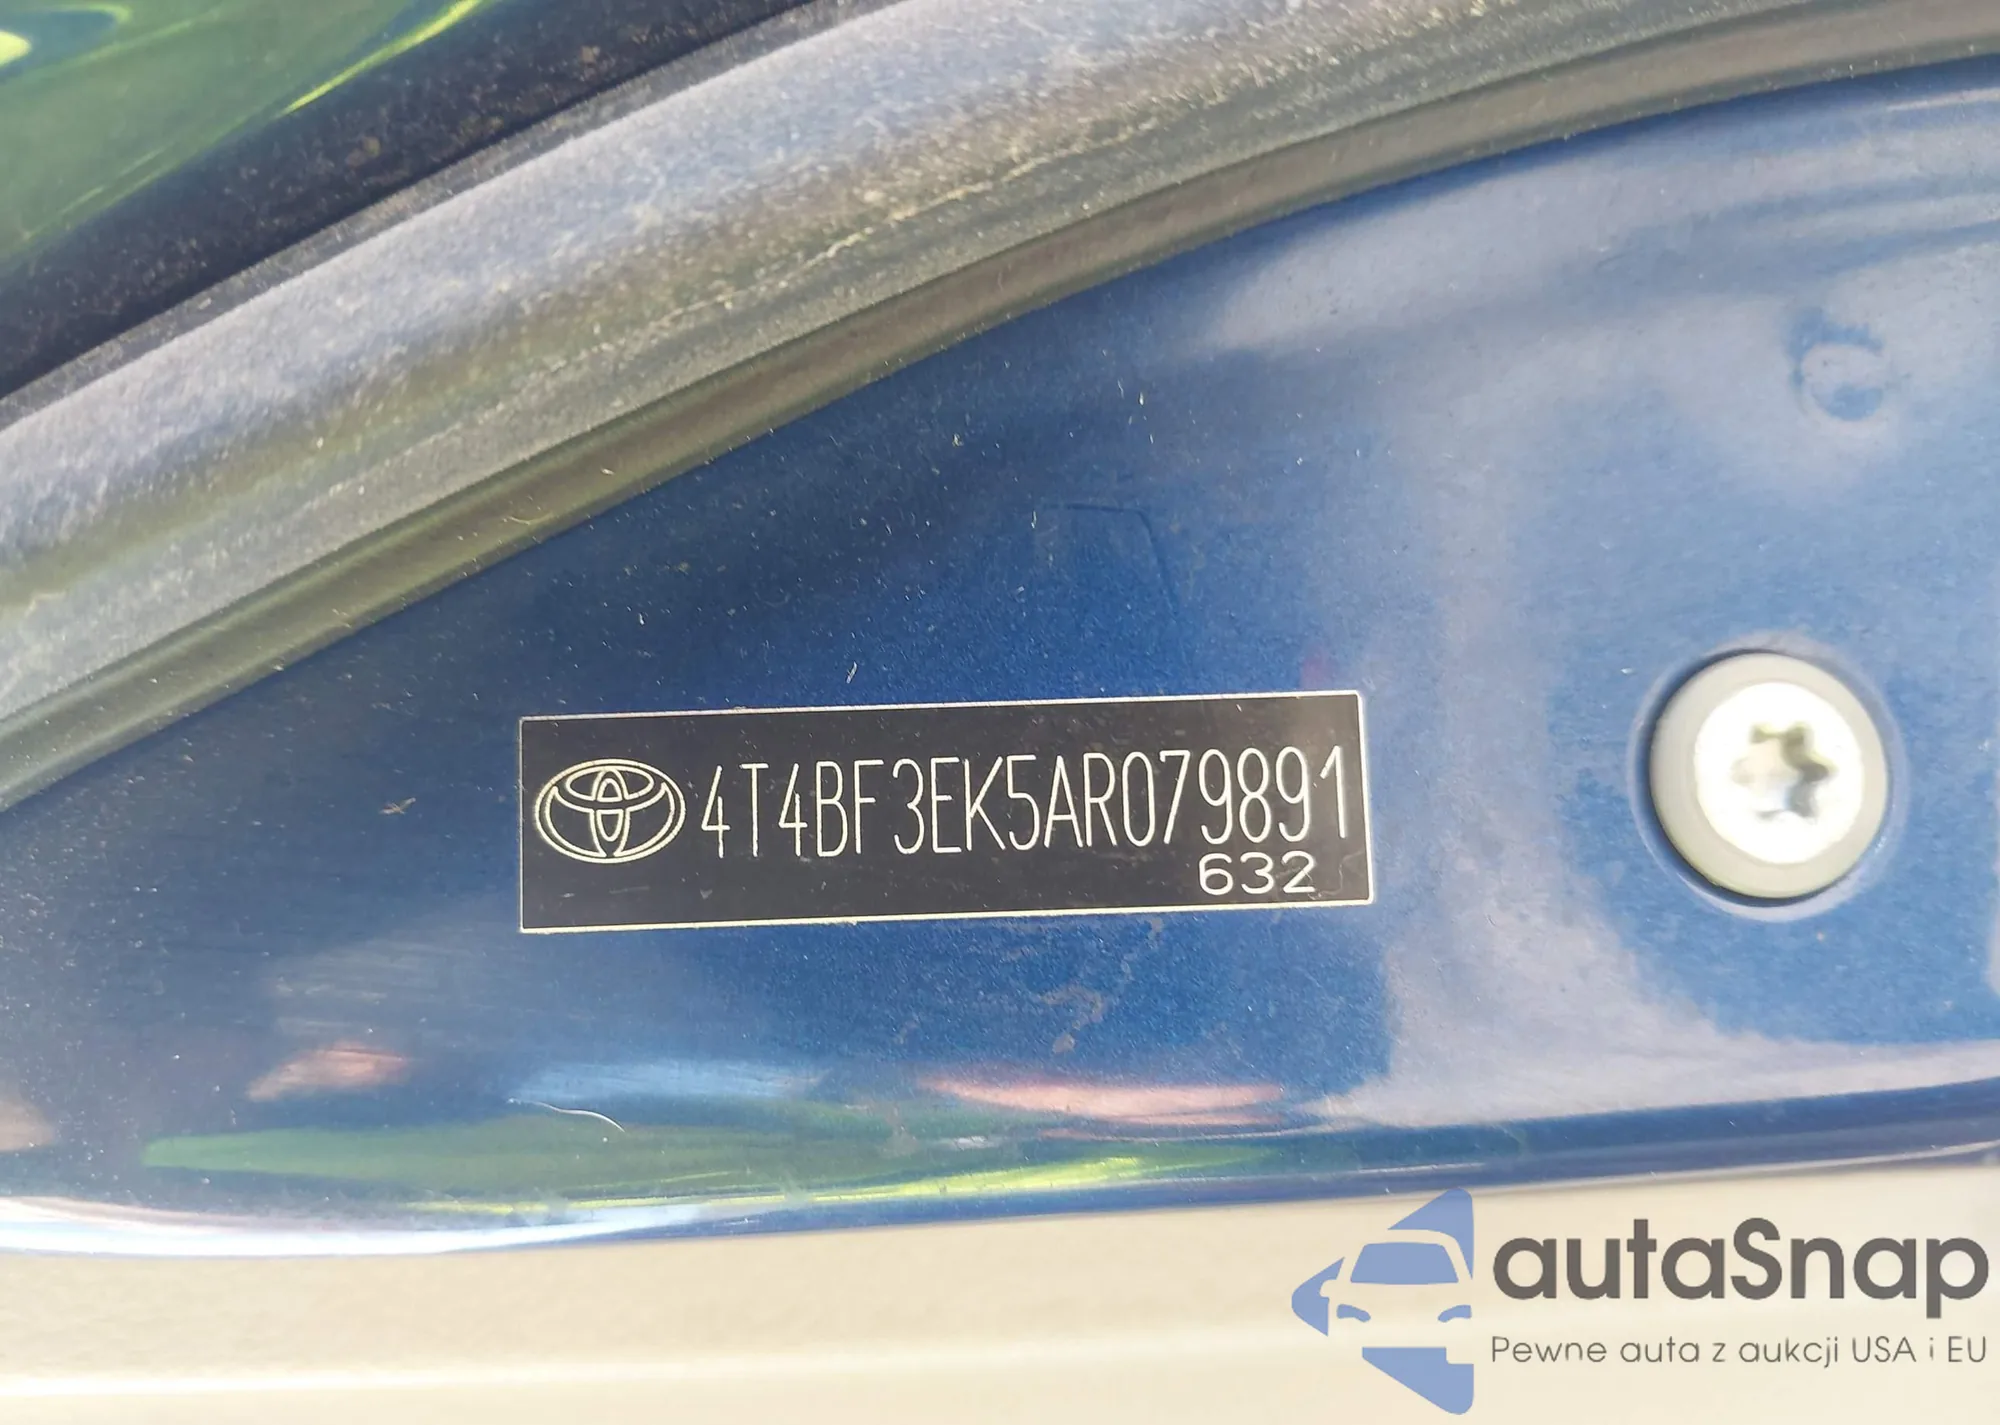 4T4BF3EK5AR079891
632
autaSnap
Pewne auta z aukcji USA i EU